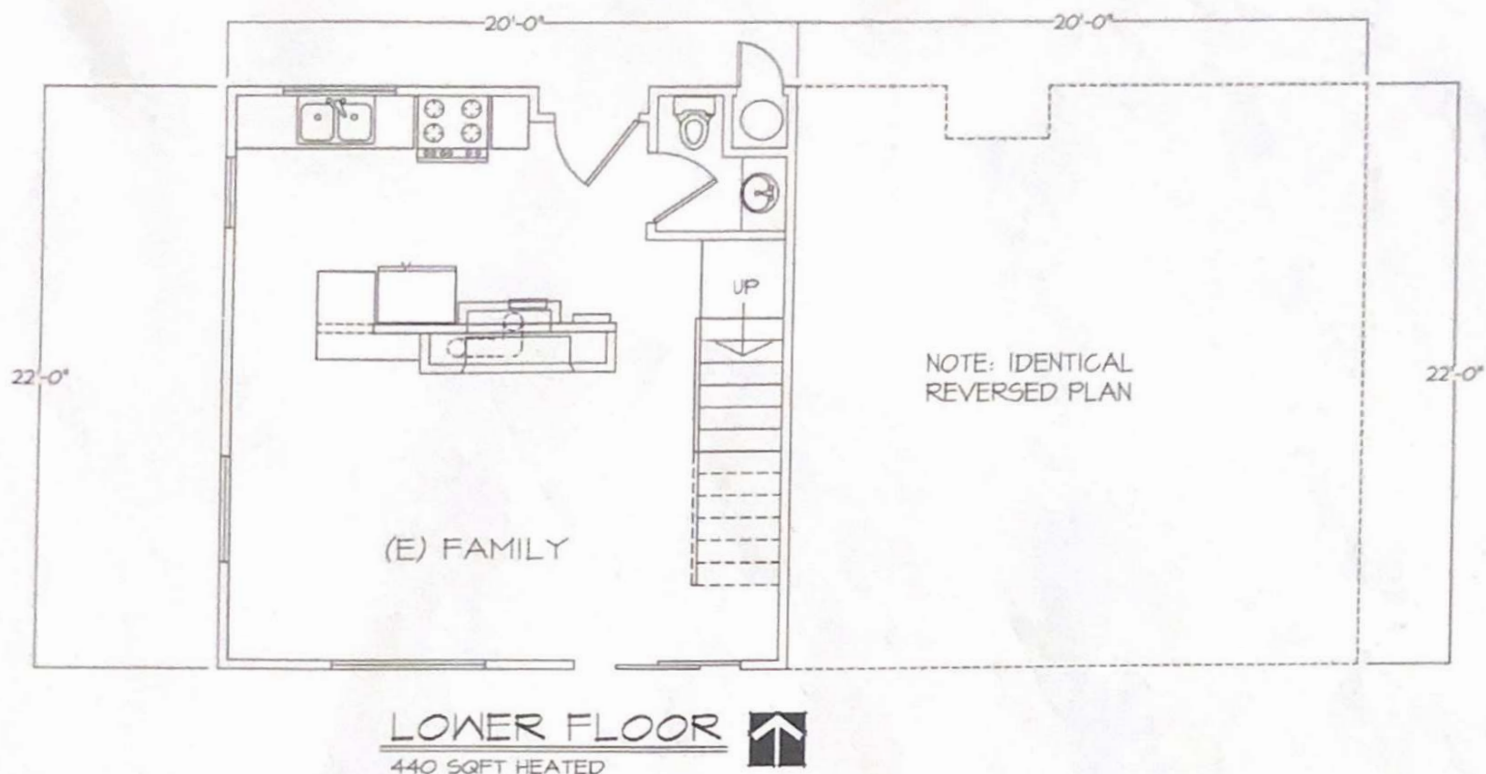 20'-0"
20'-0"
UP
NOTE: IDENTICAL
REVERSED PLAN
22'-0"
22'-0"
(E) FAMILY
LOWER FLOOR
440 SQFT HEATED